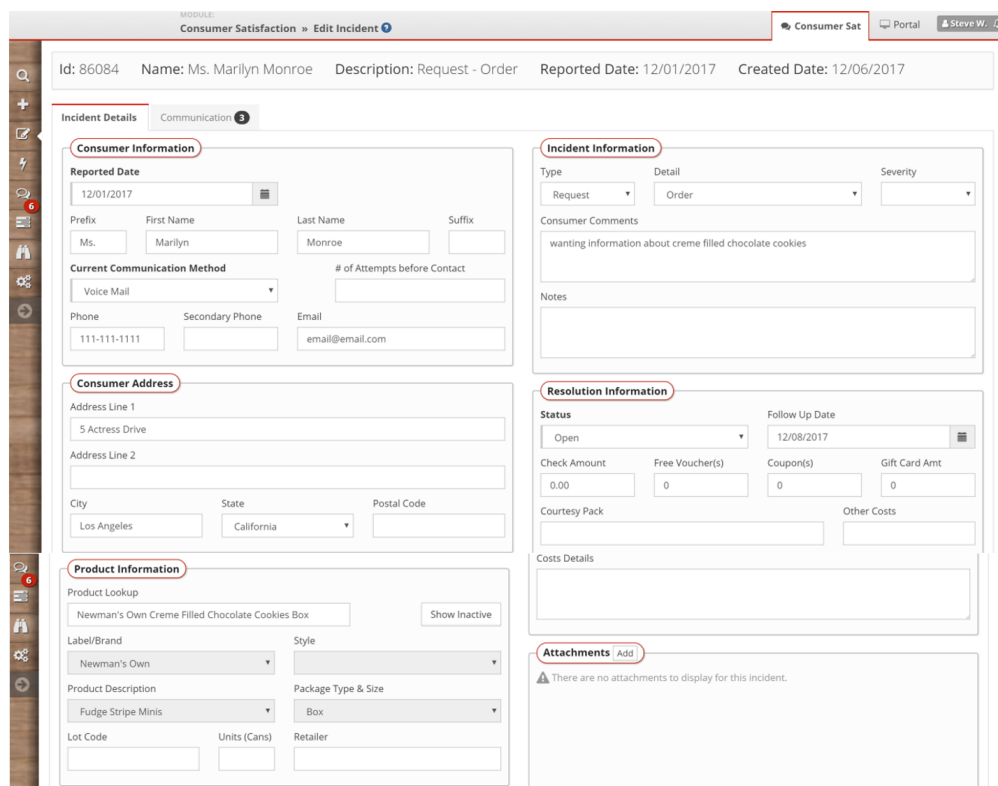 MODULE:
Consumer Satisfaction » Edit Incident
Consumer Sat
Portal
Steve W.
Id: 86084 Name: Ms. Marilyn Monroe Description: Request - Order Reported Date: 12/01/2017 Created Date: 12/06/2017
Incident Details
Communication 3
6
Consumer Information
Reported Date
12/01/2017
Prefix First Name Last Name Suffix
Ms. Marilyn Monroe
Current Communication Method # of Attempts before Contact
Voice Mail
Phone Secondary Phone Email
111-111-1111 email@email.com
Consumer Address
Address Line 1
5 Actress Drive
Address Line 2
City State Postal Code
Los Angeles California
Incident Information
Type Detail Severity
Request Order
Consumer Comments
wanting information about creme filled chocolate cookies
Notes
Resolution Information
Status Follow Up Date
Open 12/08/2017
Check Amount Free Voucher(s) Coupon(s) Gift Card Amt
0.00 0 0 0
Courtesy Pack Other Costs
6
Product Information
Product Lookup
Newman's Own Creme Filled Chocolate Cookies Box Show Inactive
Label/Brand Style
Newman's Own
Product Description Package Type & Size
Fudge Stripe Minis Box
Lot Code Units (Cans) Retailer
Costs Details
Attachments Add
There are no attachments to display for this incident.